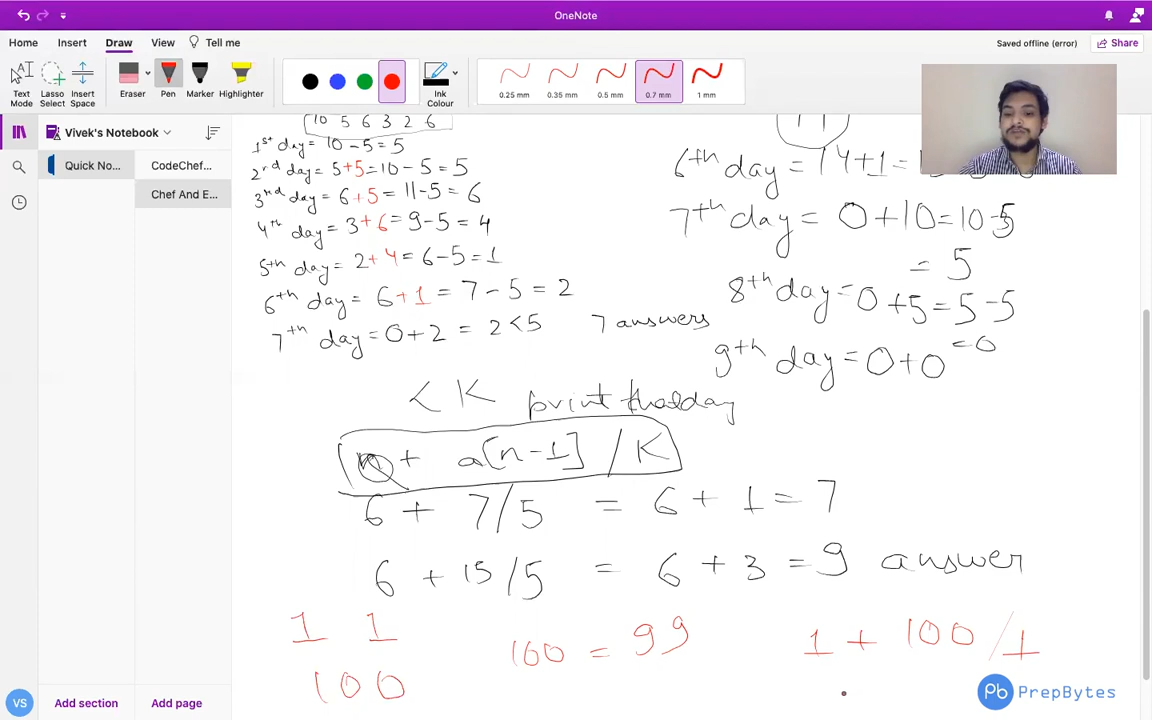 OneNote
Home Insert Draw View Tell me
Saved offline (error) Share
Text Mode
Lasso Select
Insert Space
Eraser
Pen
Marker
Highlighter
Ink Colour
0.25 mm 0.35 mm 0.5 mm 0.7 mm 1 mm
Vivek's Notebook
Quick No...
CodeChef...
Chef And E...
10 5 6 3 2 6
1st day = 10 - 5 = 5
2rd day = 5+5 = 10 - 5 = 5
3rd day = 6+5 = 11-5 = 6
4th day = 3+6 = 9-5 = 4
5th day = 2+4 = 6-5 = 1
6th day = 6+1 = 7 - 5 = 2
7th day = 0+2 = 2<5 7 answers
6th day = 14+1 =
7th day = 0+10 = 10-5
= 5
8th day = 0+5 = 5-5
= 0
9th day = 0+0
< K print that day
n + a[n-1] / K
6 + 7/5 = 6 + 1 = 7
6 + 15/5 = 6 + 3 = 9 answer
1 1
100
100 = 99
1 + 100 / 1
VS
Add section
Add page
Pb PrepBytes